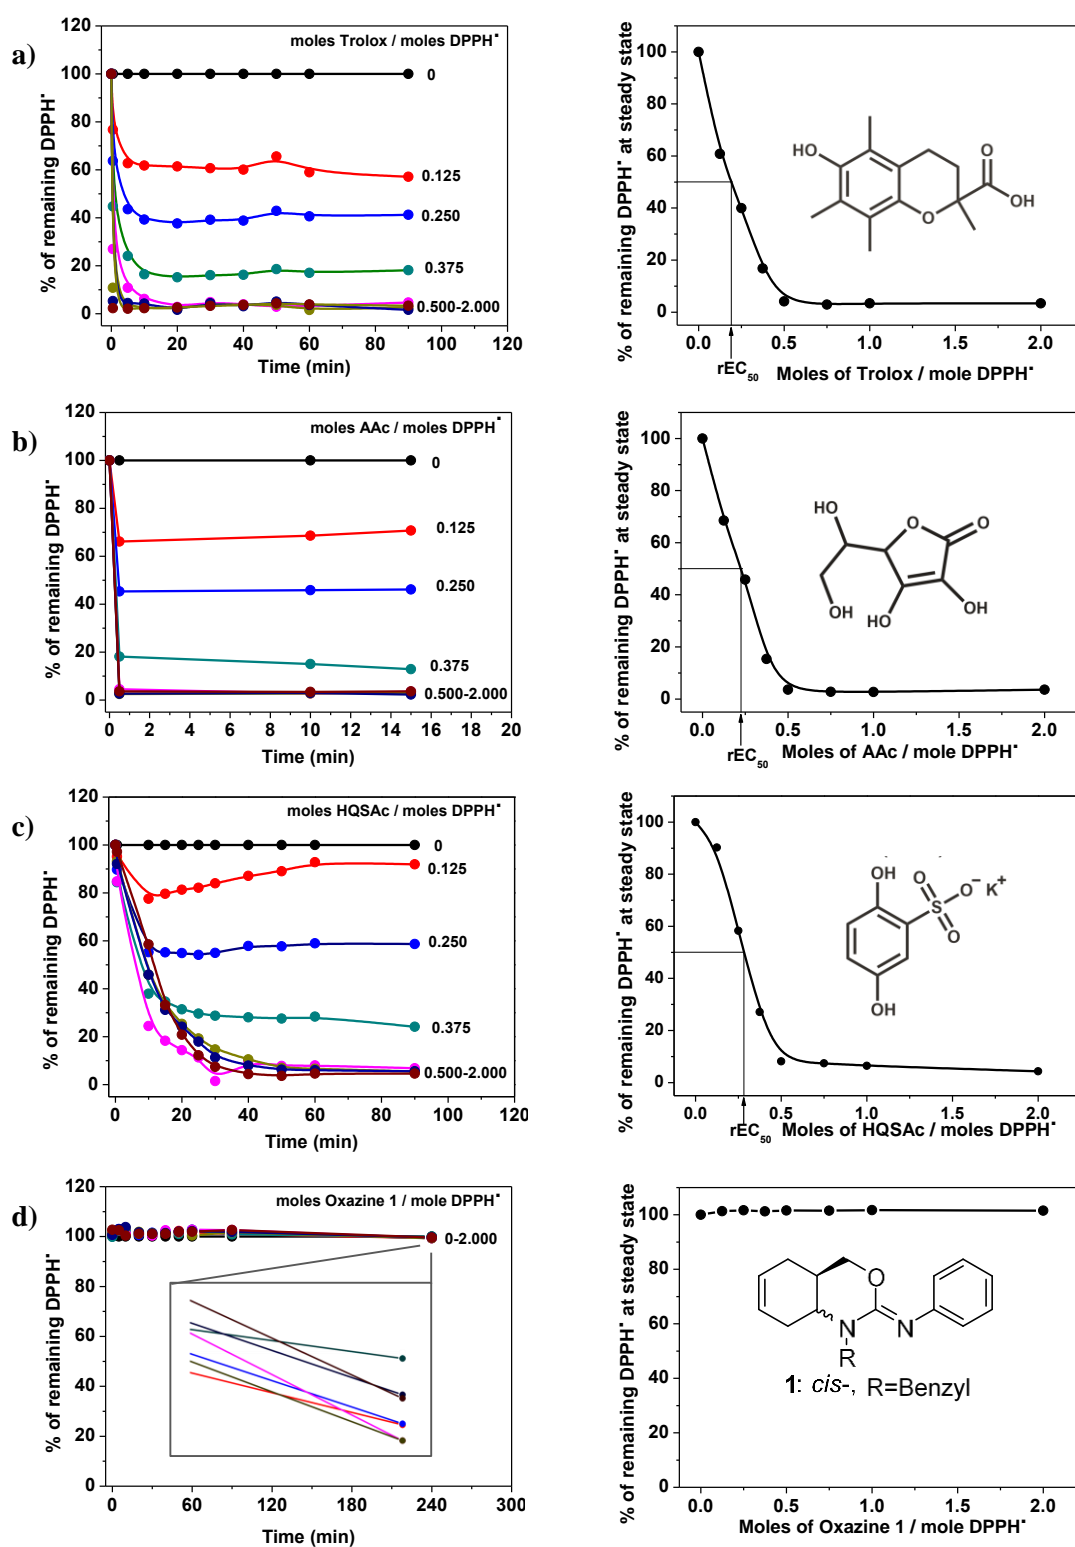 a)
% of remaining DPPH•
120
100
80
60
40
20
0
moles Trolox / moles DPPH•
0
0.125
0.250
0.375
0.500-2.000
0 20 40 60 80 100 120
Time (min)
% of remaining DPPH• at steady state
100
80
60
40
20
0
HO
O
O
OH
0.0 0.5 1.0 1.5 2.0
rEC50 Moles of Trolox / mole DPPH•
b)
% of remaining DPPH•
120
100
80
60
40
20
0
moles AAc / moles DPPH•
0
0.125
0.250
0.375
0.500-2.000
0 2 4 6 8 10 12 14 16 18 20
Time (min)
% of remaining DPPH• at steady state
100
80
60
40
20
0
HO
O
O
OH
HO
OH
0.0 0.5 1.0 1.5 2.0
rEC50 Moles of AAc / mole DPPH•
c)
% of remaining DPPH•
120
100
80
60
40
20
0
moles HQSAc / moles DPPH•
0
0.125
0.250
0.375
0.500-2.000
0 20 40 60 80 100 120
Time (min)
% of remaining DPPH• at steady state
100
80
60
40
20
0
OH
O
S
O− K+
O
OH
0.0 0.5 1.0 1.5 2.0
rEC50 Moles of HQSAc / moles DPPH•
d)
% of remaining DPPH•
120
100
80
60
40
20
0
moles Oxazine 1 / mole DPPH•
0-2.000
0 60 120 180 240 300
Time (min)
% of remaining DPPH• at steady state
100
80
60
40
20
0
O
N
N
R
1: cis-, R=Benzyl
0.0 0.5 1.0 1.5 2.0
Moles of Oxazine 1 / mole DPPH•